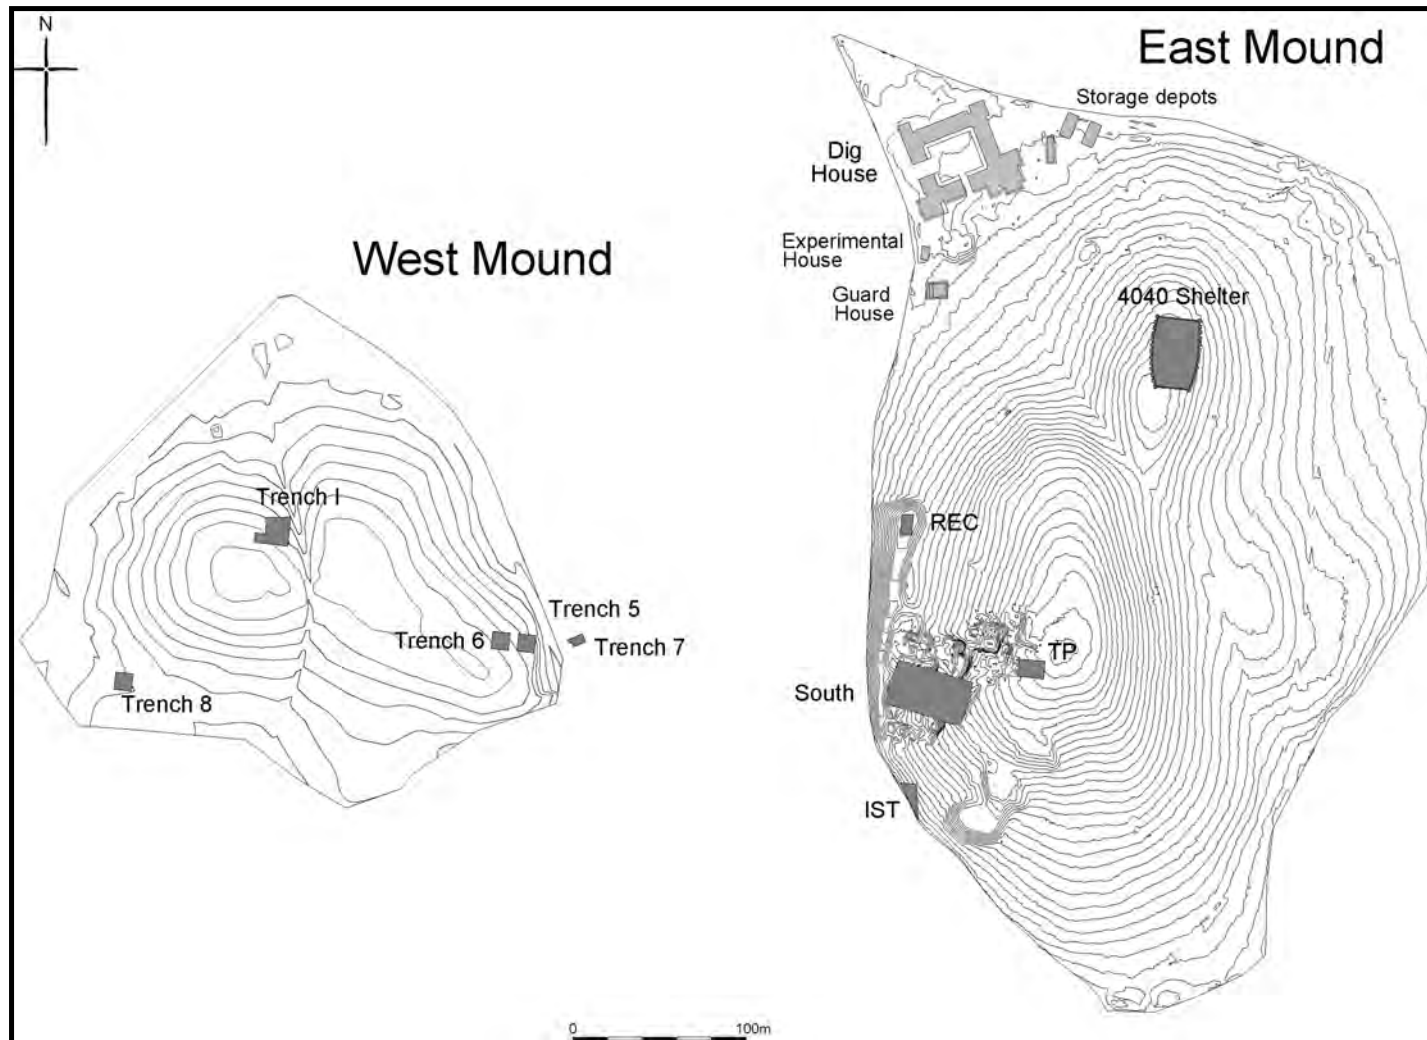 N
East Mound
Storage depots
Dig
House
West Mound
Experimental
House
Guard
House
4040 Shelter
Trench I
REC
Trench 5
Trench 6
Trench 7
TP
Trench 8
South
IST
0
100m